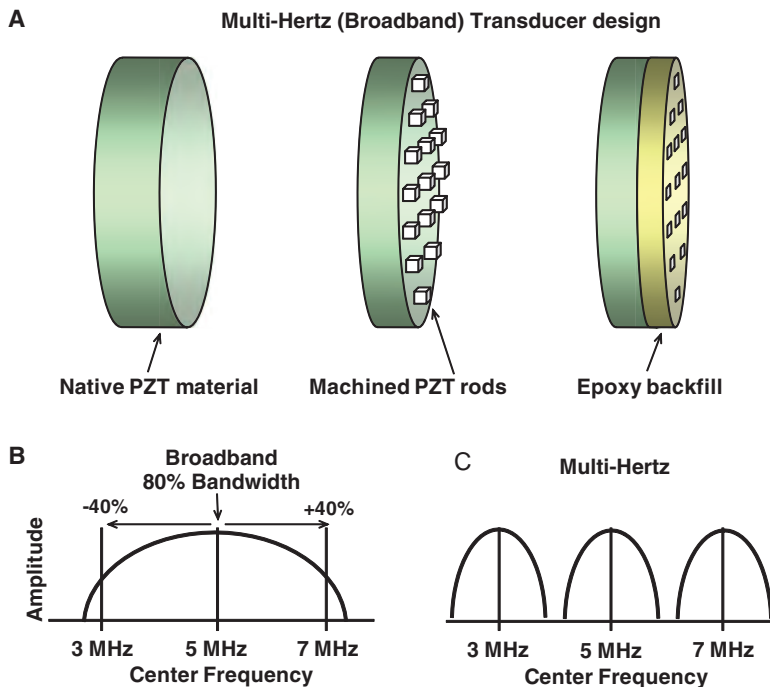 A
Multi-Hertz (Broadband) Transducer design
Native PZT material
Machined PZT rods
Epoxy backfill
B
Broadband
80% Bandwidth
-40%
+40%
Amplitude
3 MHz
5 MHz
7 MHz
Center Frequency
C
Multi-Hertz
3 MHz
5 MHz
7 MHz
Center Frequency